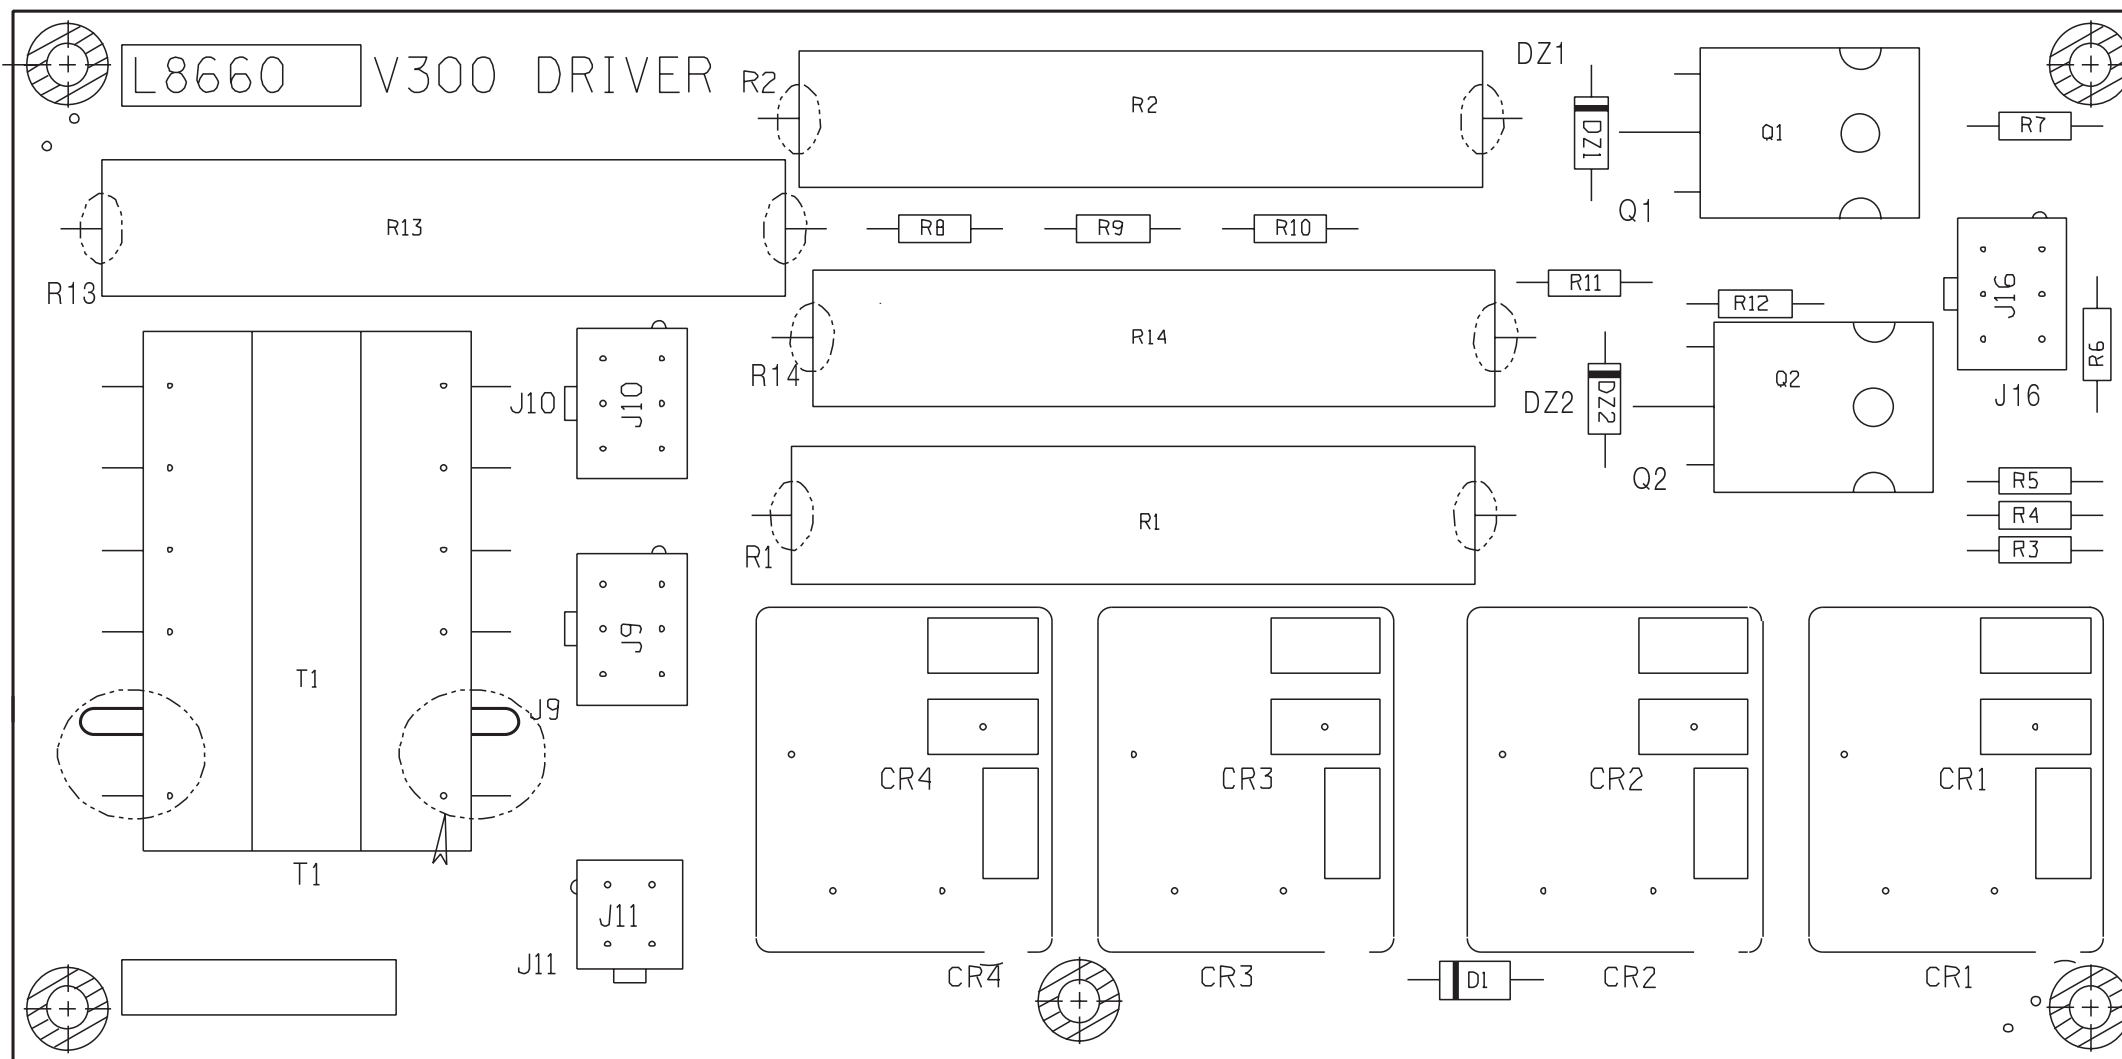 L8660 V300 DRIVER
R2
R2
DZ1
DZ1
Q1
Q1
R7
R13
R13
R8
R9
R10
R11
R12
J16
J16
R6
R14
R14
J10
J10
DZ2
DZ2
Q2
Q2
R5
R4
R3
R1
R1
J9
J9
T1
T1
CR4
CR3
CR2
CR1
J11
J11
CR4
CR3
D1
CR2
CR1